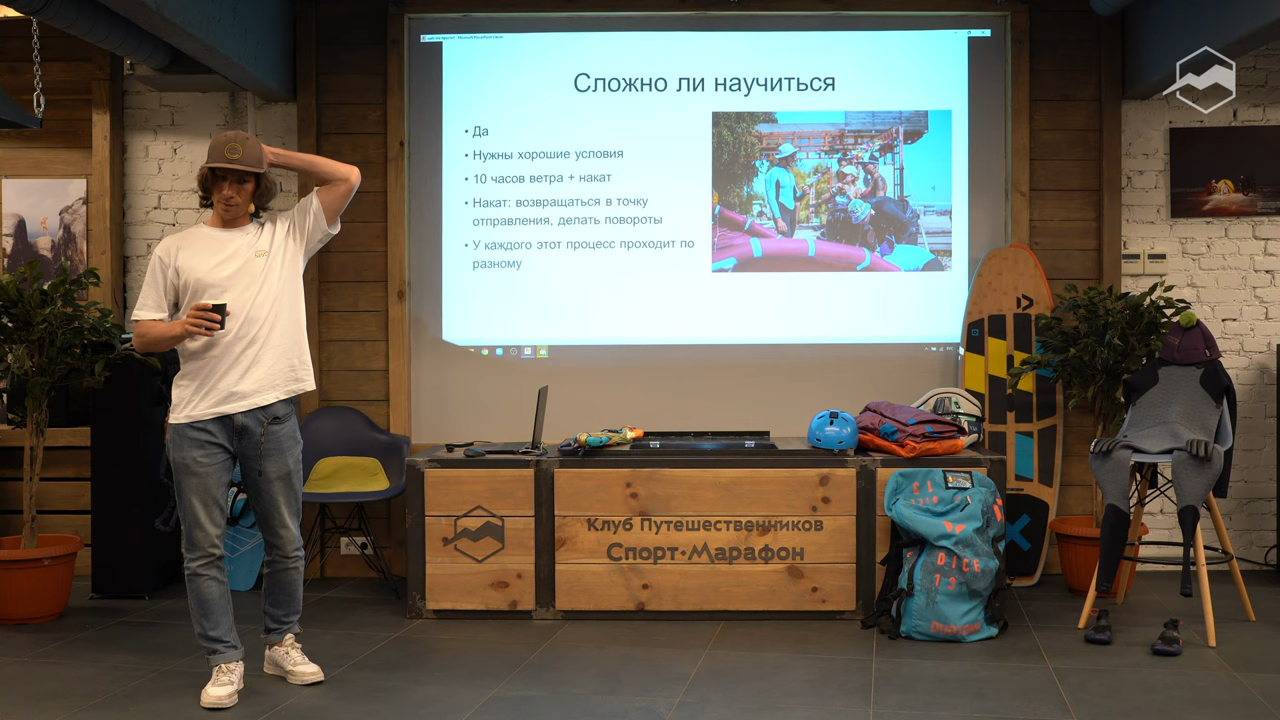 Сложно ли научиться
• Да
• Нужны хорошие условия
• 10 часов ветра + накат
• Накат: возвращаться в точку
отправления, делать повороты
• У каждого этот процесс проходит по
разному
Клуб Путешественников
Спорт-Марафон
DICE
13